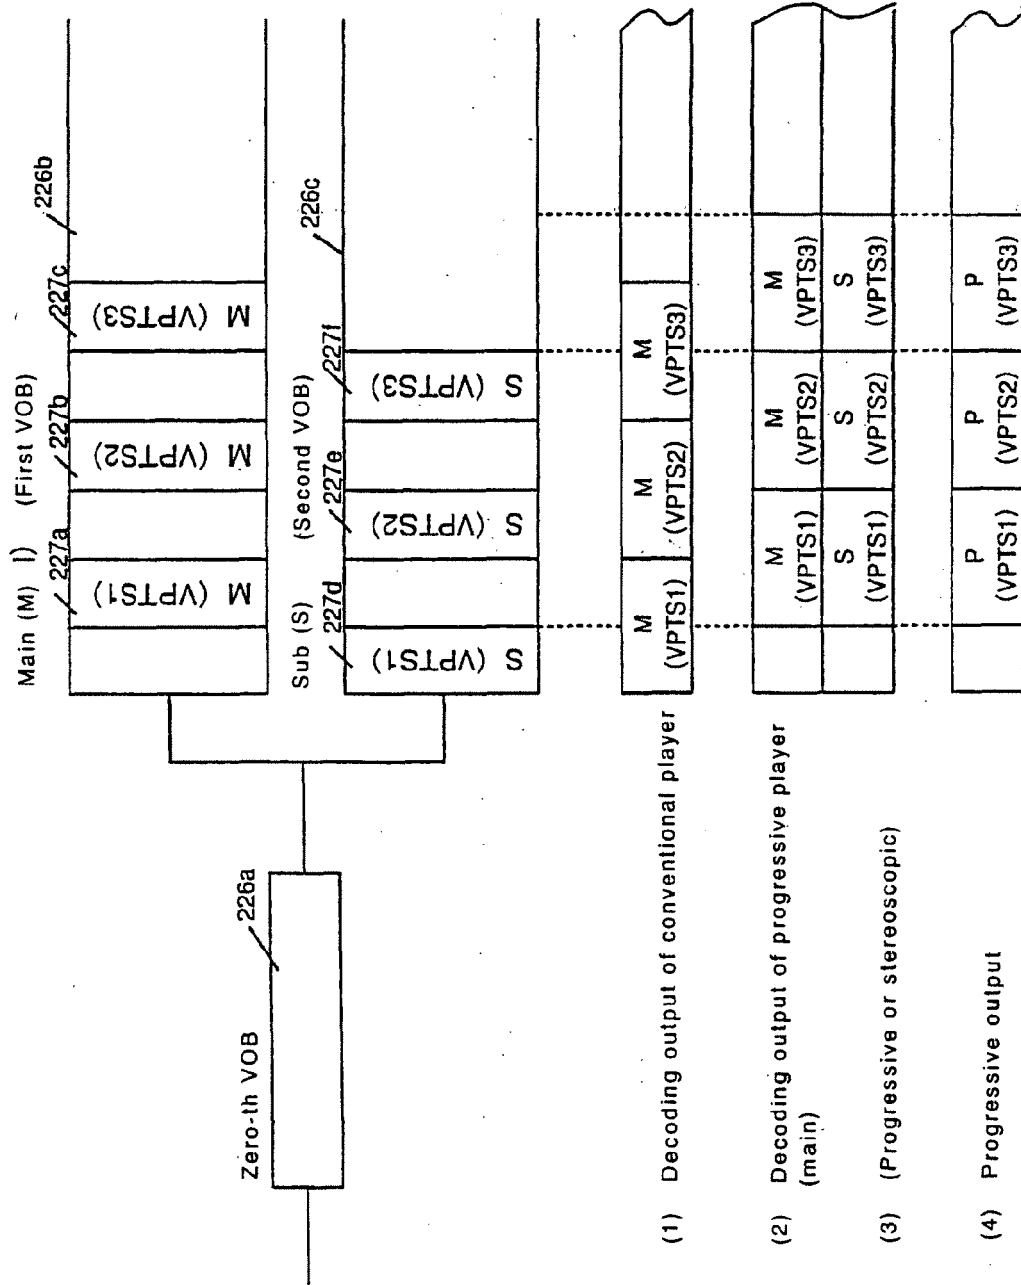 Main (M) I) (First VOB)
227a
227b
227c
226b
M (VPTS1)
M (VPTS2)
M (VPTS3)
Zero-th VOB
226a
Sub (S) (Second VOB)
227d
227e
227f
226c
S (VPTS1)
S (VPTS2)
S (VPTS3)
(1) Decoding output of conventional player
M
(VPTS1)
M
(VPTS2)
M
(VPTS3)
(2) Decoding output of progressive player
(main)
M
(VPTS1)
M
(VPTS2)
M
(VPTS3)
(3) (Progressive or stereoscopic)
S
(VPTS1)
S
(VPTS2)
S
(VPTS3)
(4) Progressive output
P
(VPTS1)
P
(VPTS2)
P
(VPTS3)